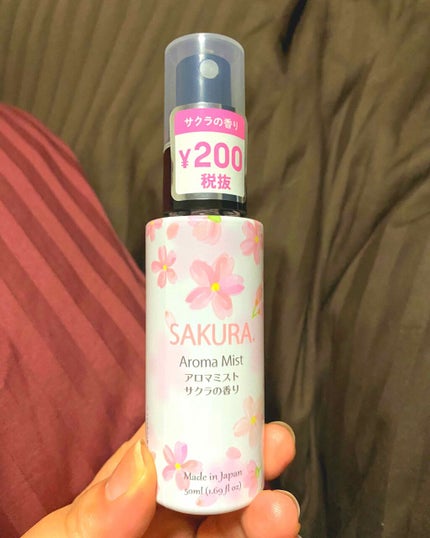 サクラの香り
¥200
税抜
SAKURA.
Aroma Mist
アロマミスト
サクラの香り
Made in Japan
50ml (1.69 fl oz)